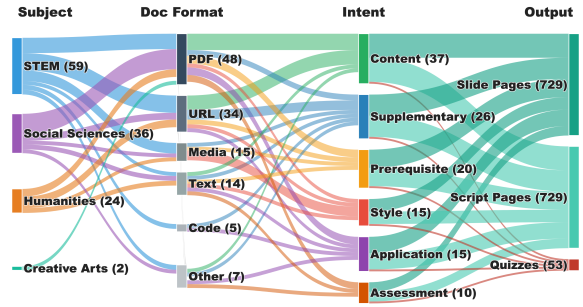 Subject Doc Format Intent Output
STEM (59)
Social Sciences (36)
Humanities (24)
Creative Arts (2)
PDF (48)
URL (34)
Media (15)
Text (14)
Code (5)
Other (7)
Content (37)
Supplementary (26)
Prerequisite (20)
Style (15)
Application (15)
Assessment (10)
Slide Pages (729)
Script Pages (729)
Quizzes (53)